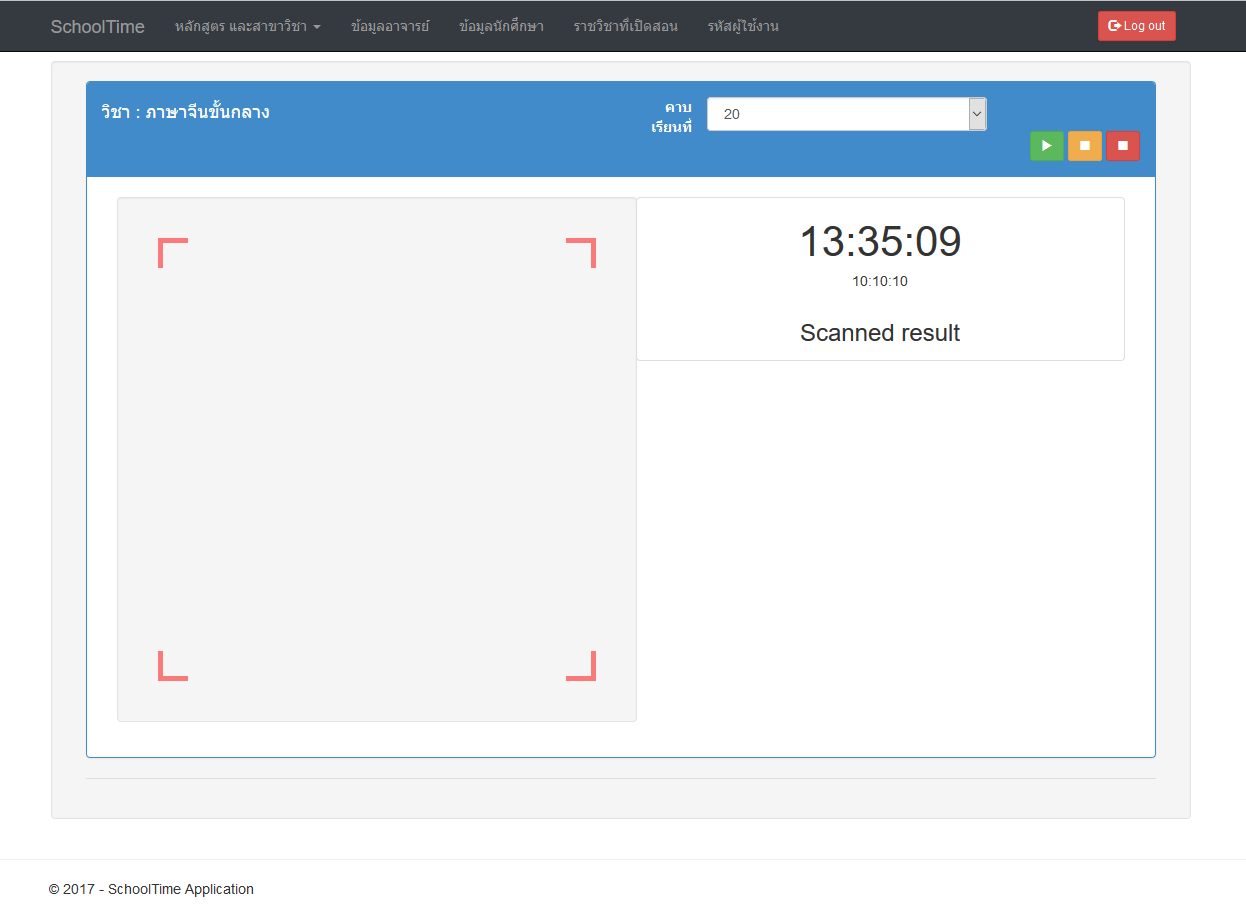 SchoolTime หลักสูตร และสาขาวิชา ข้อมูลอาจารย์ ข้อมูลนักศึกษา ราชวิชาที่เปิดสอน รหัสผู้ใช้งาน Log out
วิชา : ภาษาจีนขั้นกลาง
คาบ
เรียนที่
20
13:35:09
10:10:10
Scanned result
© 2017 - SchoolTime Application